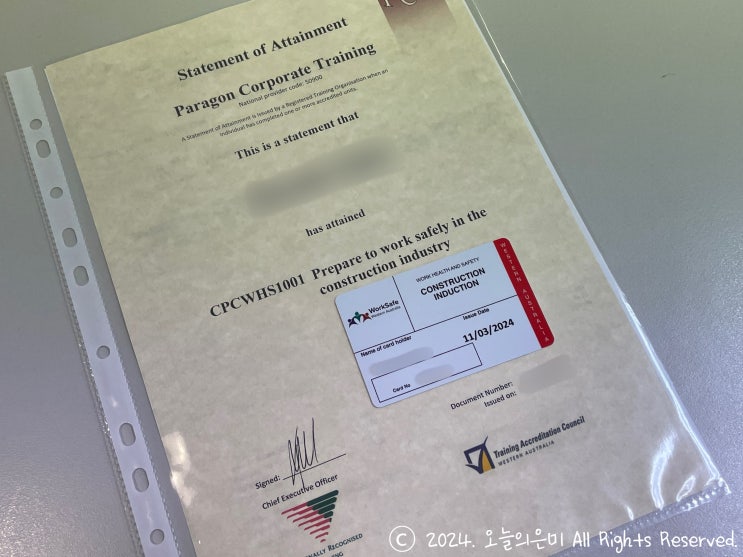 Statement of Attainment
Paragon Corporate Training
National provider code: 50900
A Statement of Attainment is issued by a Registered Training Organisation when an
individual has completed one or more accredited units.
This is a statement that
has attained
CPCWHS1001 Prepare to work safely in the
construction industry
WorkSafe
Western Australia
WORK HEALTH AND SAFETY
CONSTRUCTION
INDUCTION
WESTERN AUSTRALIA
Name of card holder
Issue Date
11/03/2024
Card No
Document Number:
Issued on:
Signed:
Chief Executive Officer
Training Accreditation Council
WESTERN AUSTRALIA
NALLY RECOGNISED
© 2024. 오늘의은미 All Rights Reserved.